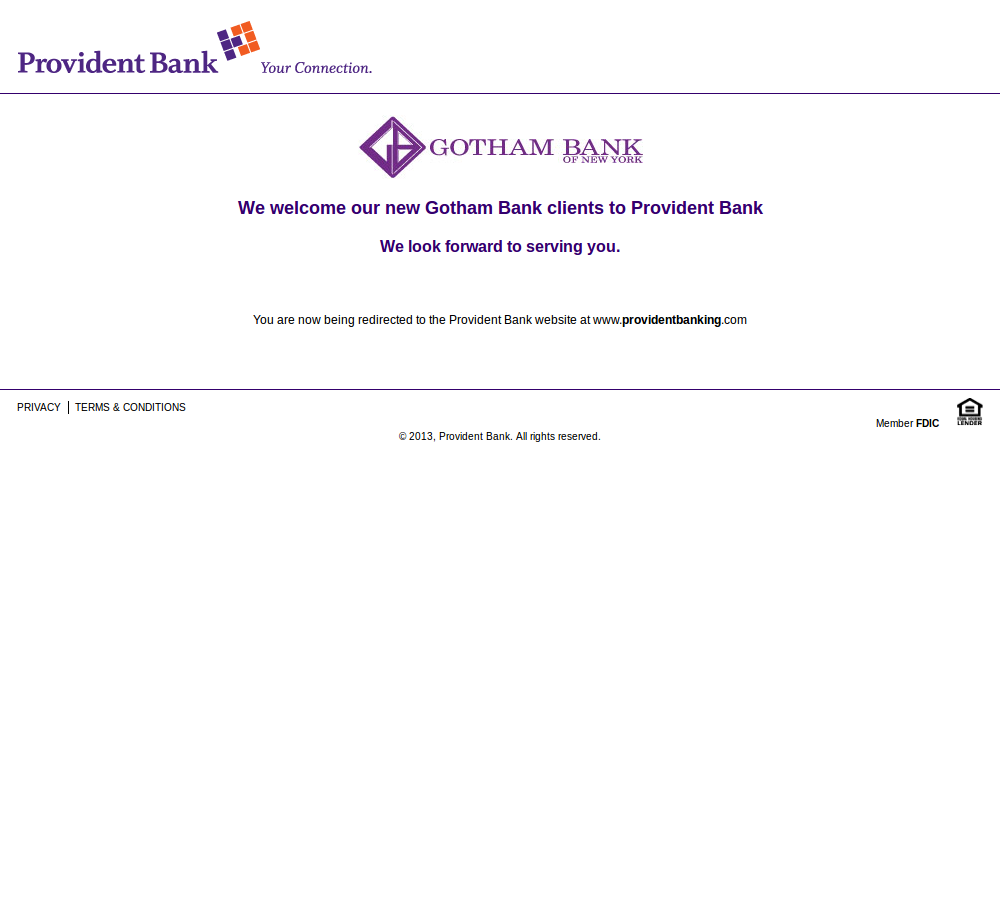 Provident Bank
Your Connection.
GOTHAM BANK
OF NEW YORK
We welcome our new Gotham Bank clients to Provident Bank
We look forward to serving you.
You are now being redirected to the Provident Bank website at www.providentbanking.com
PRIVACY
TERMS & CONDITIONS
Member FDIC
EQUAL HOUSING
LENDER
© 2013, Provident Bank. All rights reserved.